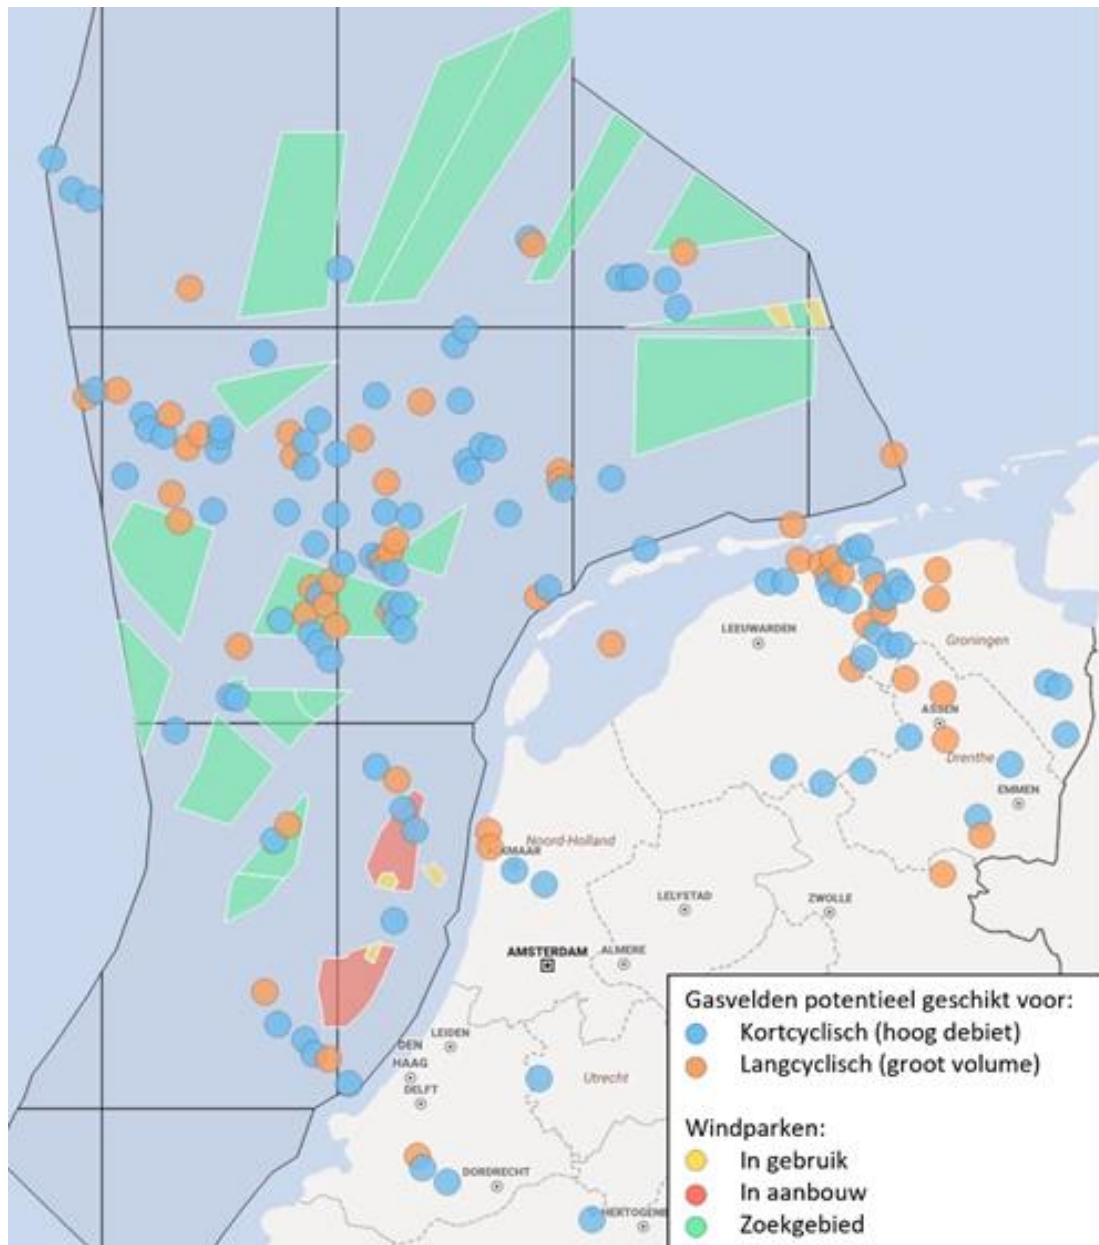 LEEUWARDEN
Groningen
ASSEN
Drenthe
EMMEN
Noord-Holland
LELYSTAD
ZWOLLE
AMSTERDAM
ALMERE
LEIDEN
DEN
HAAG
DELFT
Utrecht
DORDRECHT
Gasvelden potentieel geschikt voor:
Kortcyclisch (hoog debiet)
Langcyclisch (groot volume)
Windparken:
In gebruik
In aanbouw
Zoekgebied